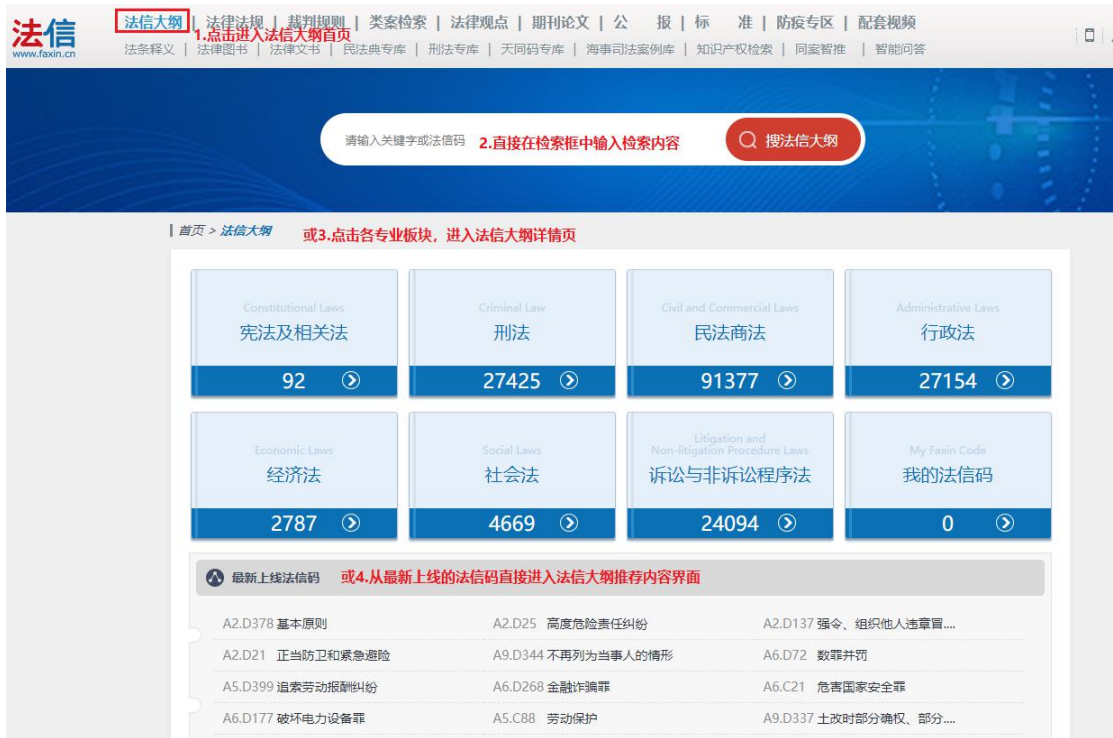 法信
www.faxin.cn
法信大纲 | 法律法规 | 裁判规则 | 类案检索 | 法律观点 | 期刊论文 | 公 报 | 标 准 | 防疫专区 | 配套视频
1.点击进入法信大纲首页
法条释义 | 法律图书 | 法律文书 | 民法典专库 | 刑法专库 | 天同码专库 | 海事司法案例库 | 知识产权检索 | 同案智推 | 智能问答
请输入关键字或法信码 2.直接在检索框中输入检索内容 搜法信大纲
首页 > 法信大纲 或3.点击各专业板块，进入法信大纲详情页
Constitutional Laws
宪法及相关法
92
Criminal Law
刑法
27425
Civil and Commercial Laws
民法商法
91377
Administrative Laws
行政法
27154
Economic Laws
经济法
2787
Social Laws
社会法
4669
Litigation and
Non-litigation Procedure Laws
诉讼与非诉讼程序法
24094
My Faxin Code
我的法信码
0
最新上线法信码 或4.从最新上线的法信码直接进入法信大纲推荐内容界面
A2.D378 基本原则 A2.D25 高度危险责任纠纷 A2.D137 强令、组织他人违章冒....
A2.D21 正当防卫和紧急避险 A9.D344 不再列为当事人的情形 A6.D72 数罪并罚
A5.D399 追索劳动报酬纠纷 A6.D268 金融诈骗罪 A6.C21 危害国家安全罪
A6.D177 破坏电力设备罪 A5.C88 劳动保护 A9.D337 土改时部分确权、部分....